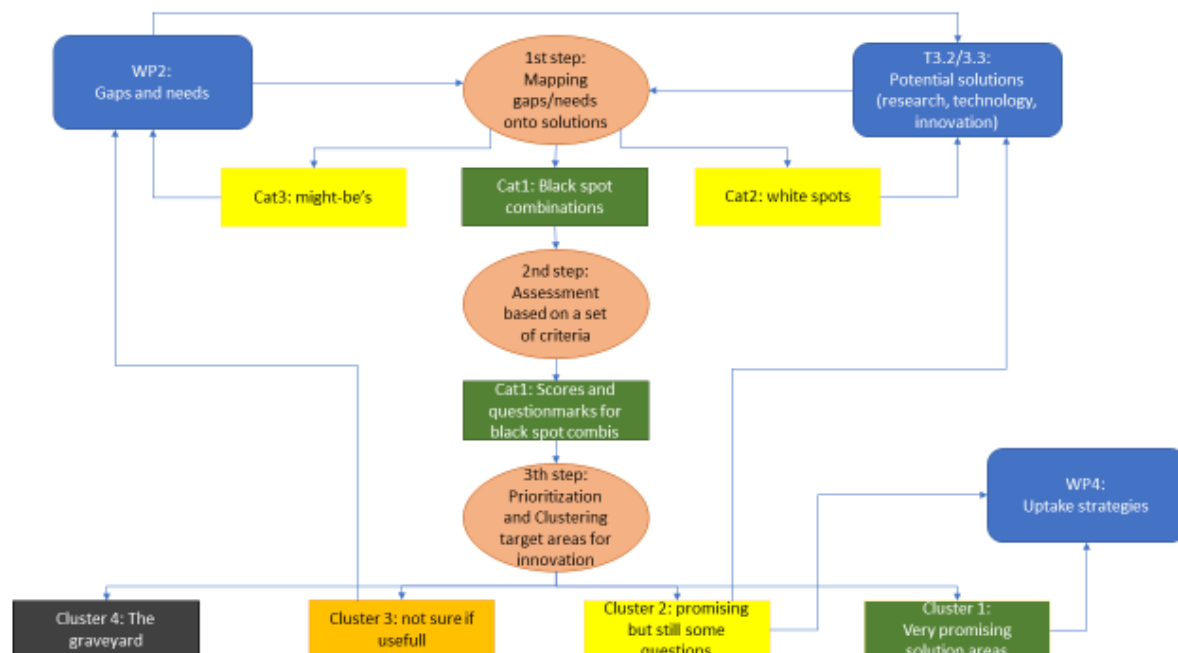 WP2:
Gaps and needs
1st step:
Mapping
gaps/needs
onto solutions
T3.2/3.3:
Potential solutions
(research, technology,
innovation)
Cat3: might-be's
Cat1: Black spot
combinations
Cat2: white spots
2nd step:
Assessment
based on a set
of criteria
Cat1: Scores and
questionmarks for
black spot combis
3th step:
Prioritization
and Clustering
target areas for
innovation
WP4:
Uptake strategies
Cluster 4: The
graveyard
Cluster 3: not sure if
usefull
Cluster 2: promising
but still some
questions
Cluster 1:
Very promising
solution areas